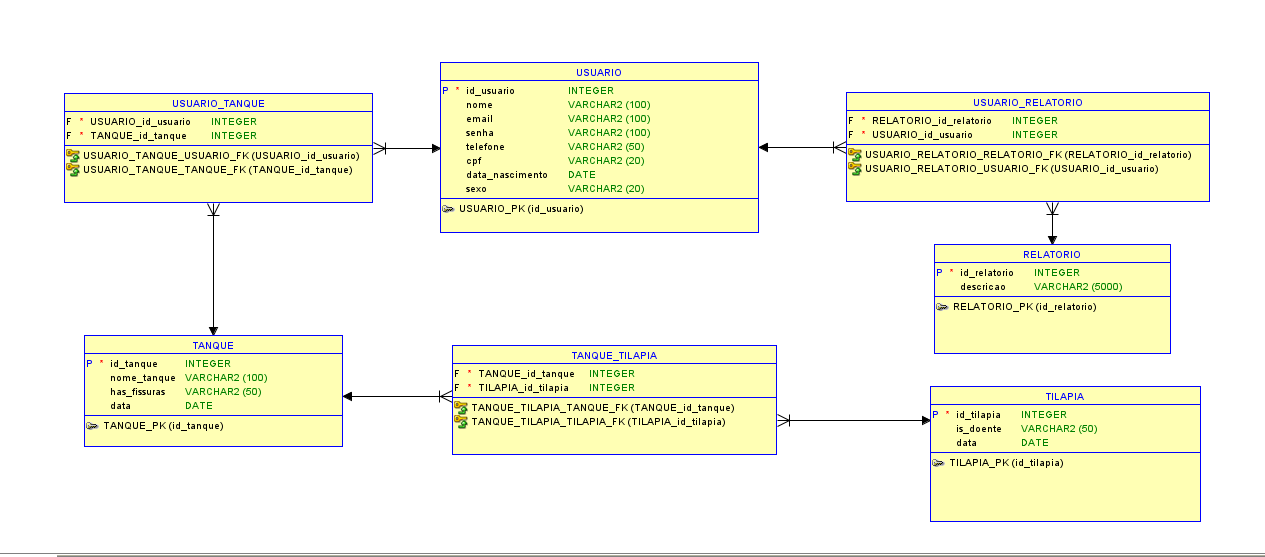 USUARIO_TANQUE
F * USUARIO_id_usuario INTEGER
F * TANQUE_id_tanque INTEGER
USUARIO_TANQUE_USUARIO_FK (USUARIO_id_usuario)
USUARIO_TANQUE_TANQUE_FK (TANQUE_id_tanque)
USUARIO
P * id_usuario INTEGER
nome VARCHAR2 (100)
email VARCHAR2 (100)
senha VARCHAR2 (100)
telefone VARCHAR2 (50)
cpf VARCHAR2 (20)
data_nascimento DATE
sexo VARCHAR2 (20)
USUARIO_PK (id_usuario)
USUARIO_RELATORIO
F * RELATORIO_id_relatorio INTEGER
F * USUARIO_id_usuario INTEGER
USUARIO_RELATORIO_RELATORIO_FK (RELATORIO_id_relatorio)
USUARIO_RELATORIO_USUARIO_FK (USUARIO_id_usuario)
RELATORIO
P * id_relatorio INTEGER
descricao VARCHAR2 (5000)
RELATORIO_PK (id_relatorio)
TANQUE
P * id_tanque INTEGER
nome_tanque VARCHAR2 (100)
has_fissuras VARCHAR2 (50)
data DATE
TANQUE_PK (id_tanque)
TANQUE_TILAPIA
F * TANQUE_id_tanque INTEGER
F * TILAPIA_id_tilapia INTEGER
TANQUE_TILAPIA_TANQUE_FK (TANQUE_id_tanque)
TANQUE_TILAPIA_TILAPIA_FK (TILAPIA_id_tilapia)
TILAPIA
P * id_tilapia INTEGER
is_doente VARCHAR2 (50)
data DATE
TILAPIA_PK (id_tilapia)